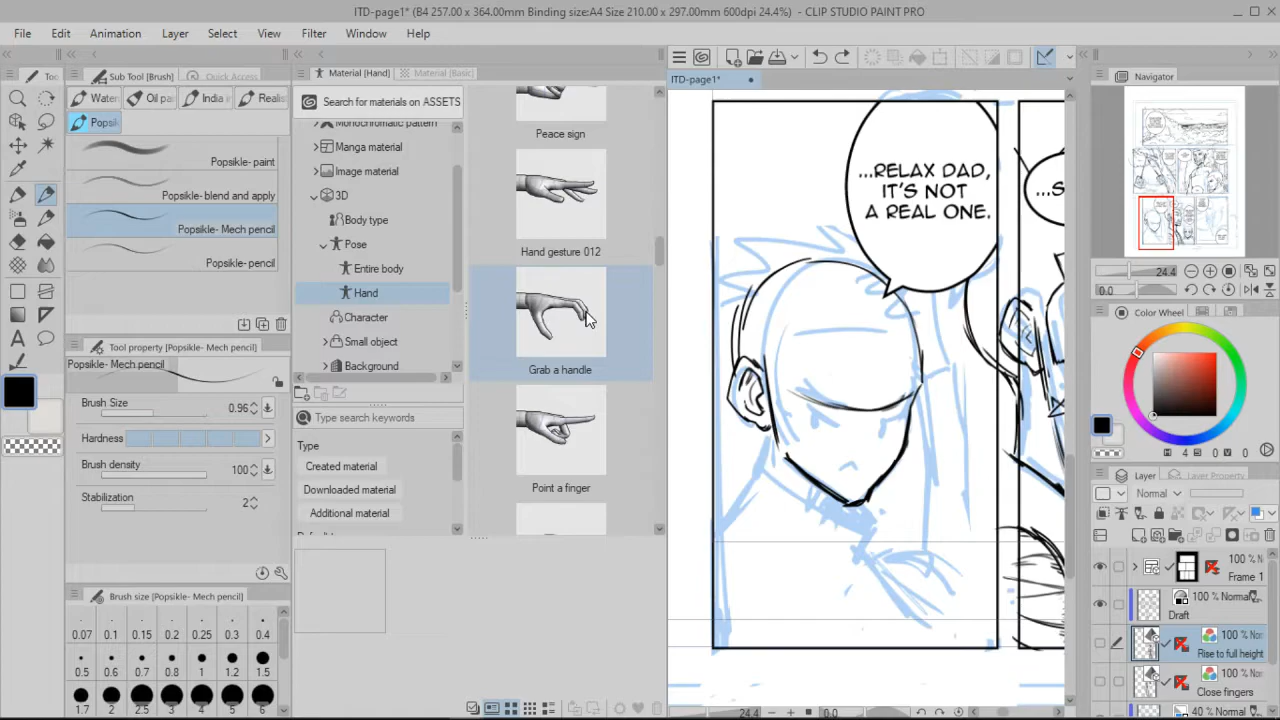 ITD-page1* (B4 257.00 x 364.00mm Binding size:A4 Size 210.00 x 297.00mm 600dpi 24.4%) - CLIP STUDIO PAINT PRO
File Edit Animation Layer Select View Filter Window Help
Sub Tool [Brush] Quick Access
Material [Hand] Material [Basic]
ITD-page1*
Navigator
Water Oil pa India i Realis
Popsi
Popsikle- paint
Popsikle- blend and apply
Popsikle- Mech pencil
Popsikle- pencil
Tool property [Popsikle- Mech pencil]
Popsikle- Mech pencil
Brush Size 0.96
Hardness
Brush density 100
Stabilization 2
Brush size [Popsikle- Mech pencil]
0.07 0.1 0.15 0.2 0.25 0.3 0.4
0.5 0.6 0.7 0.8 1 1.2 1.5
1.7 2 2.5 3 4 5 6
Search for materials on ASSETS
Monochromatic pattern
Manga material
Image material
3D
Body type
Pose
Entire body
Hand
Character
Small object
Background
Type search keywords
Type
Created material
Downloaded material
Additional material
Peace sign
Hand gesture 012
Grab a handle
Point a finger
...RELAX DAD,
IT'S NOT
A REAL ONE.
...S
24.4 0.0
24.4
0.0
Color Wheel
4 0 0
Layer Layer Property
Normal
Frame 1
100 % Normal
Draft
Rise to full height
Close fingers
40 % Normal